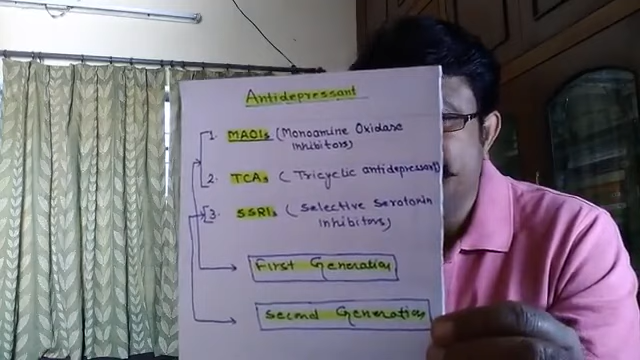 Antidepressant
1. MAOIs (Monoamine Oxidase
Inhibitors)
2. TCAs (Tricyclic antidepressant)
3. SSRIs (Selective Serotonin
Inhibitors)
First Generation
Second Generation